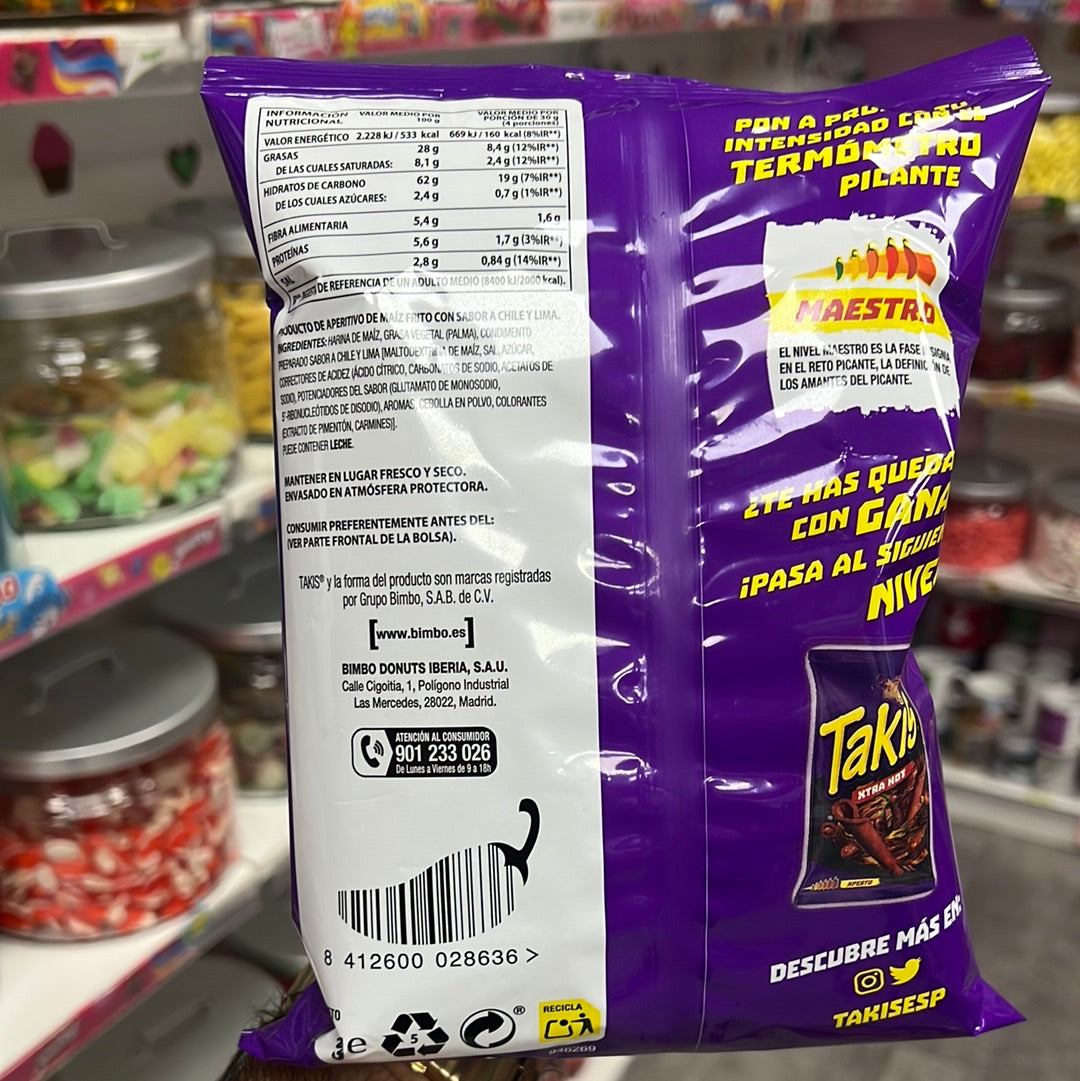 INFORMACIÓN NUTRICIONAL
VALOR MEDIO POR 100 g
VALOR MEDIO POR PORCIÓN DE 30 g (4 porciones)
VALOR ENERGÉTICO 2.228 kJ / 533 kcal 669 kJ / 160 kcal (8%IR**)
GRASAS 28 g 8,4 g (12%IR**)
DE LAS CUALES SATURADAS: 8,1 g 2,4 g (12%IR**)
HIDRATOS DE CARBONO 62 g 19 g (7%IR**)
DE LOS CUALES AZÚCARES: 2,4 g 0,7 g (1%IR**)
FIBRA ALIMENTARIA 5,4 g 1,6 g
PROTEÍNAS 5,6 g 1,7 g (3%IR**)
SAL 2,8 g 0,84 g (14%IR**)
DE REFERENCIA DE UN ADULTO MEDIO (8400 kJ/2000 kcal).
PRODUCTO DE APERITIVO DE MAÍZ FRITO CON SABOR A CHILE Y LIMA.
INGREDIENTES: HARINA DE MAÍZ, GRASA VEGETAL (PALMA), CONDIMENTO
PREPARADO SABOR A CHILE Y LIMA [MALTODEXTRINA DE MAÍZ, SAL, AZÚCAR,
CORRECTORES DE ACIDEZ (ÁCIDO CÍTRICO, CARBONATOS DE SODIO, ACETATOS DE
SODIO), POTENCIADORES DEL SABOR (GLUTAMATO DE MONOSODIO,
5'-RIBONUCLEÓTIDOS DE DISODIO), AROMAS, CEBOLLA EN POLVO, COLORANTES
(EXTRACTO DE PIMENTÓN, CARMINES)].
PUEDE CONTENER LECHE.
MANTENER EN LUGAR FRESCO Y SECO.
ENVASADO EN ATMÓSFERA PROTECTORA.
CONSUMIR PREFERENTEMENTE ANTES DEL:
(VER PARTE FRONTAL DE LA BOLSA).
TAKIS® y la forma del producto son marcas registradas
por Grupo Bimbo, S.A.B. de C.V.
[www.bimbo.es]
BIMBO DONUTS IBERIA, S.A.U.
Calle Cigoitia, 1, Polígono Industrial
Las Mercedes, 28022, Madrid.
ATENCIÓN AL CONSUMIDOR
901 233 026
De Lunes a Viernes de 9 a 18h
8 412600 028636 >
e
5
®
RECICLA
046269
PON A
INTENSIDAD CON EL
TERMÓMETRO
PICANTE
MAESTRO
EL NIVEL MAESTRO ES LA FASE INSIGNIA
EN EL RETO PICANTE, LA DEFINICIÓN DE
LOS AMANTES DEL PICANTE.
¿TE HAS QUEDA
CON GANA
¡PASA AL SIGUIEN
NIVE
Takis
XTRA HOT
XPERTO
DESCUBRE MÁS EN:
TAKISESP